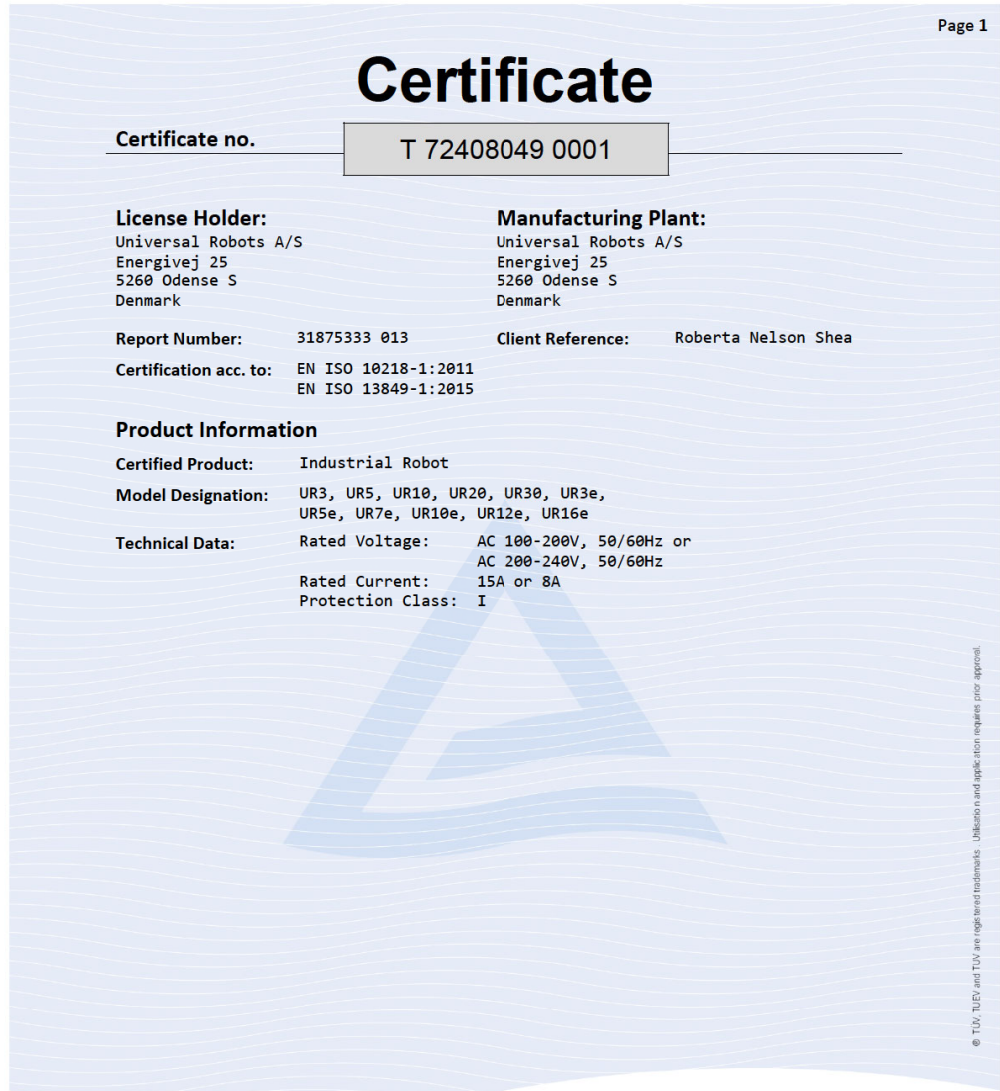 Page 1
Certificate
Certificate no.
T 72408049 0001
License Holder:
Universal Robots A/S
Energivej 25
5260 Odense S
Denmark
Manufacturing Plant:
Universal Robots A/S
Energivej 25
5260 Odense S
Denmark
Report Number: 31875333 013
Client Reference: Roberta Nelson Shea
Certification acc. to: EN ISO 10218-1:2011
EN ISO 13849-1:2015
Product Information
Certified Product: Industrial Robot
Model Designation: UR3, UR5, UR10, UR20, UR30, UR3e,
UR5e, UR7e, UR10e, UR12e, UR16e
Technical Data: Rated Voltage: AC 100-200V, 50/60Hz or
AC 200-240V, 50/60Hz
Rated Current: 15A or 8A
Protection Class: I
® TÜV, TUEV and TUV are registered trademarks. Utilisation and application requires prior approval.